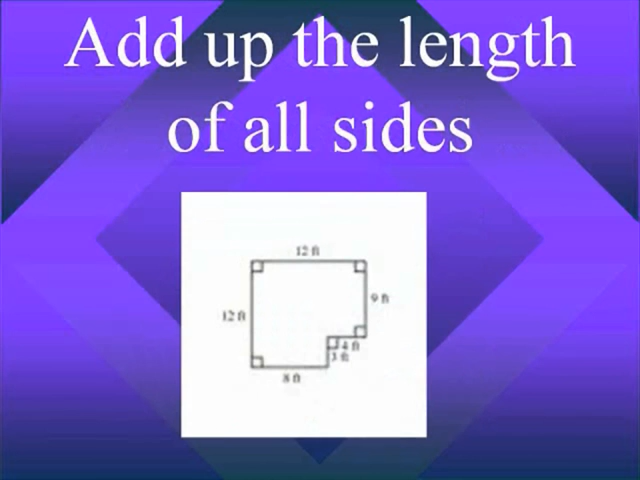 Add up the length
of all sides
12 ft
9 ft
12 ft
4 ft
3 ft
8 ft